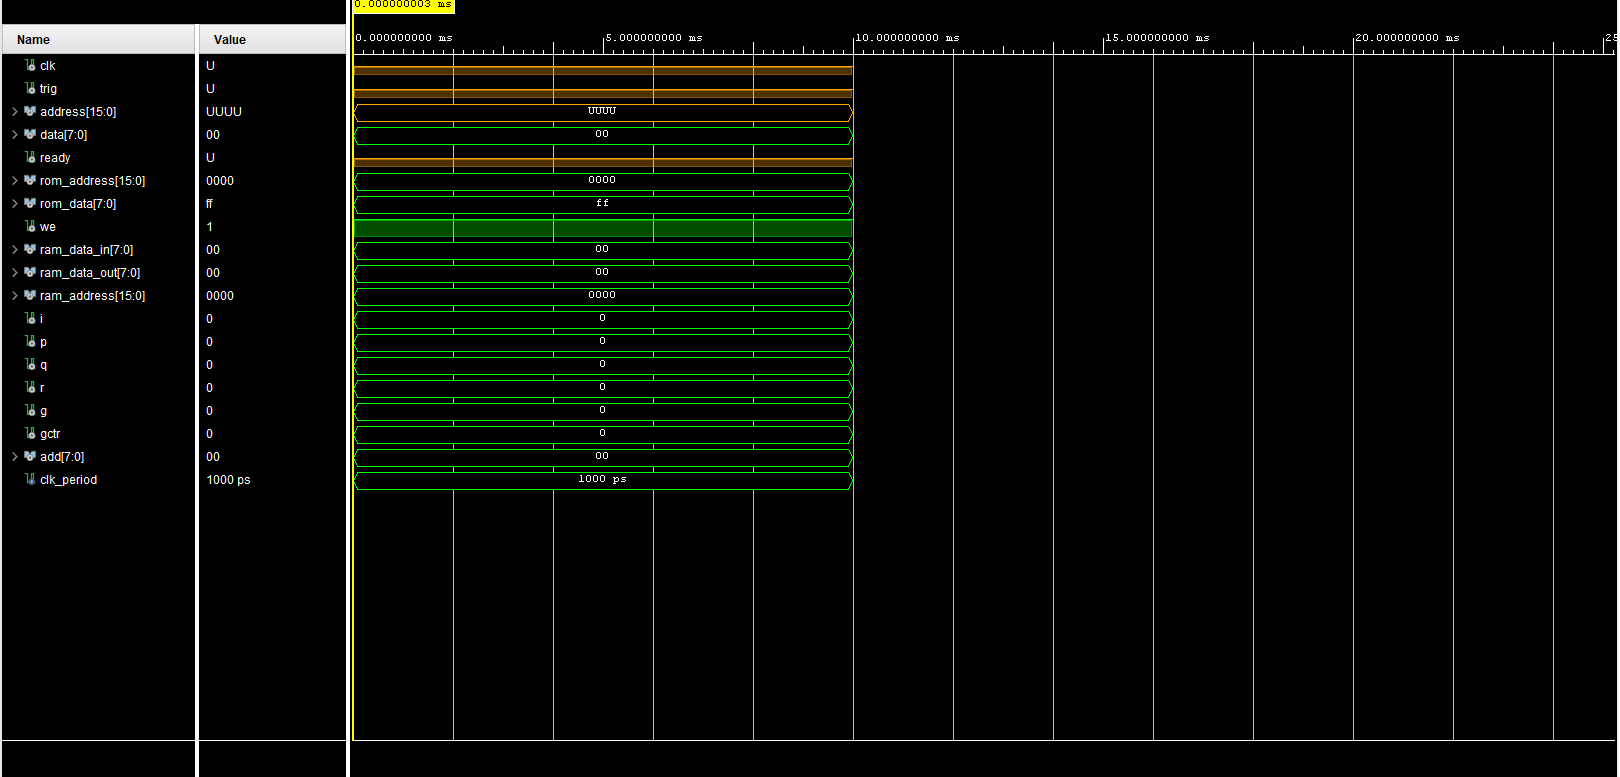 0.000000003 ms
Name Value
0.000000000 ms 5.000000000 ms 10.000000000 ms 15.000000000 ms 20.000000000 ms 25
clk U
trig U
address[15:0] UUUU UUUU
data[7:0] 00 00
ready U
rom_address[15:0] 0000 0000
rom_data[7:0] ff ff
we 1
ram_data_in[7:0] 00 00
ram_data_out[7:0] 00 00
ram_address[15:0] 0000 0000
i 0 0
p 0 0
q 0 0
r 0 0
g 0 0
gctr 0 0
add[7:0] 00 00
clk_period 1000 ps 1000 ps